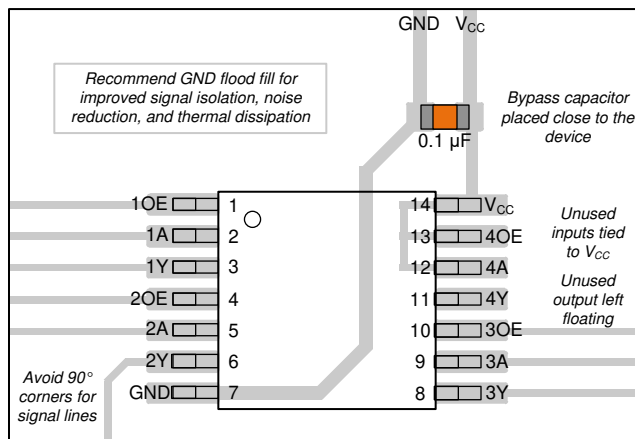 GND VCC
Recommend GND flood fill for
improved signal isolation, noise
reduction, and thermal dissipation
Bypass capacitor
placed close to the
device
0.1 µF
1OE 1 14 VCC
1A 2 13 4OE
1Y 3 12 4A
2OE 4 11 4Y
2A 5 10 3OE
2Y 6 9 3A
GND 7 8 3Y
Unused
inputs tied
to VCC
Unused
output left
floating
Avoid 90°
corners for
signal lines